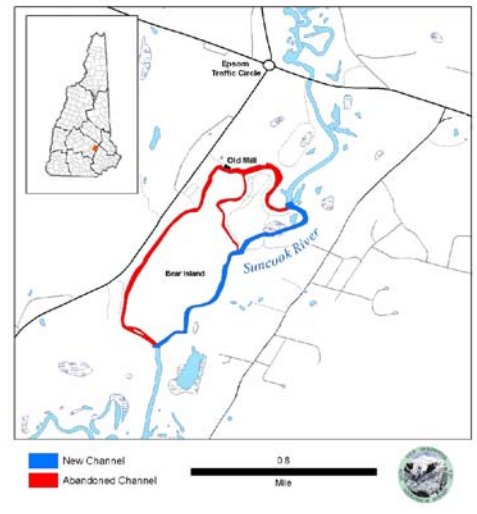 Epsom
Traffic Circle
Old Mill
Bear Island
Suncook River
New Channel
Abandoned Channel
0.8
Mile